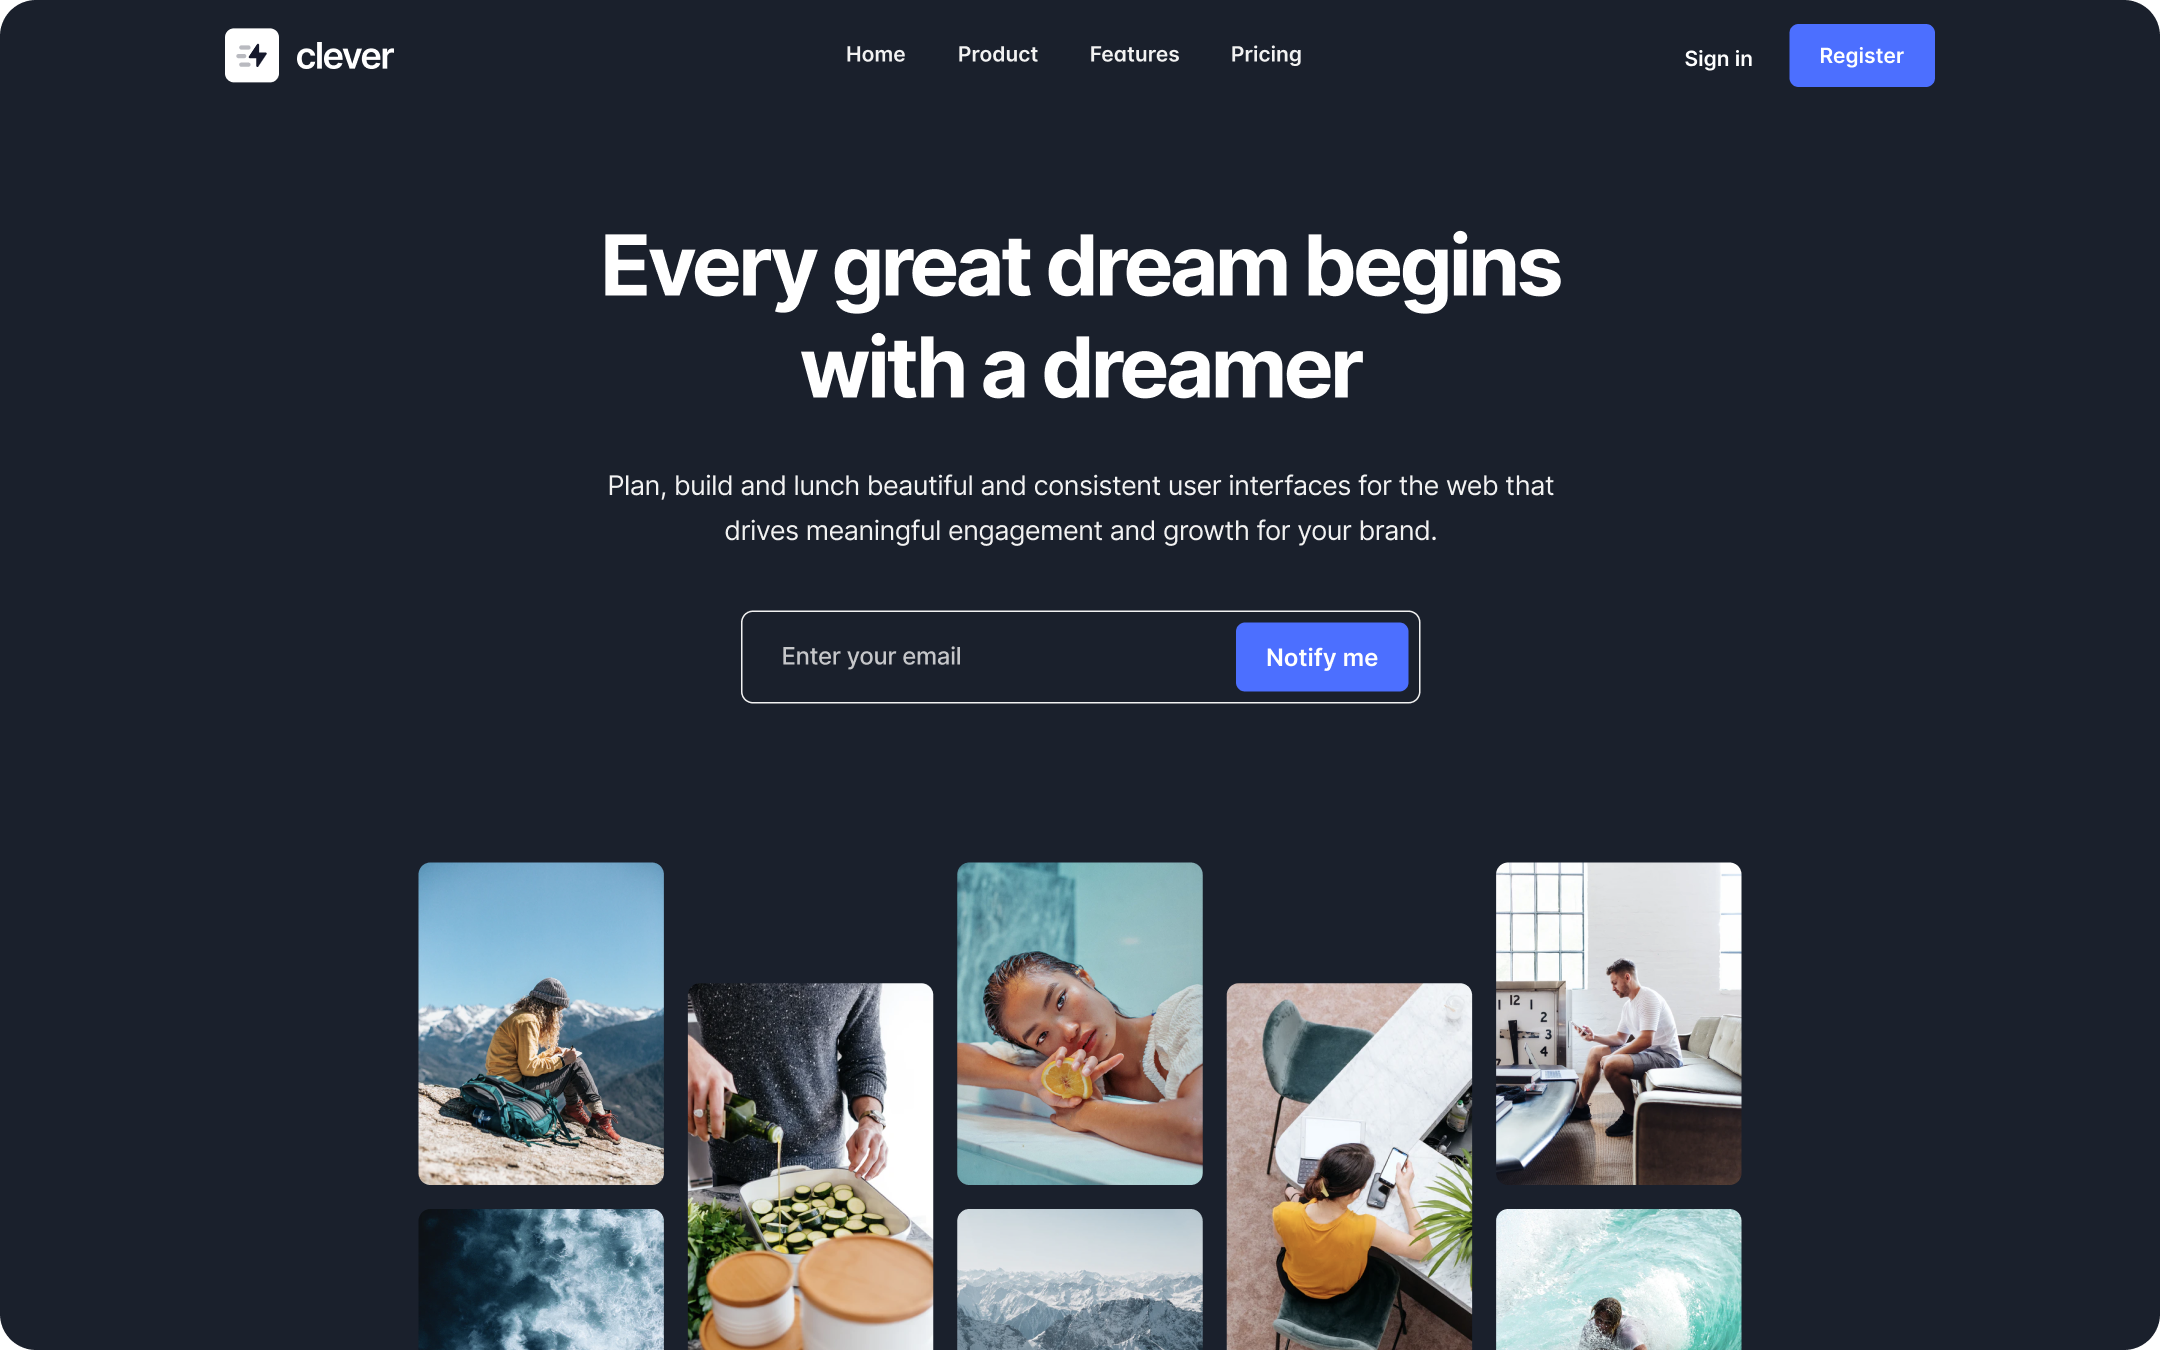 clever
Home Product Features Pricing
Sign in Register
Every great dream begins
with a dreamer
Plan, build and lunch beautiful and consistent user interfaces for the web that
drives meaningful engagement and growth for your brand.
Enter your email Notify me
12
1
2
3
4